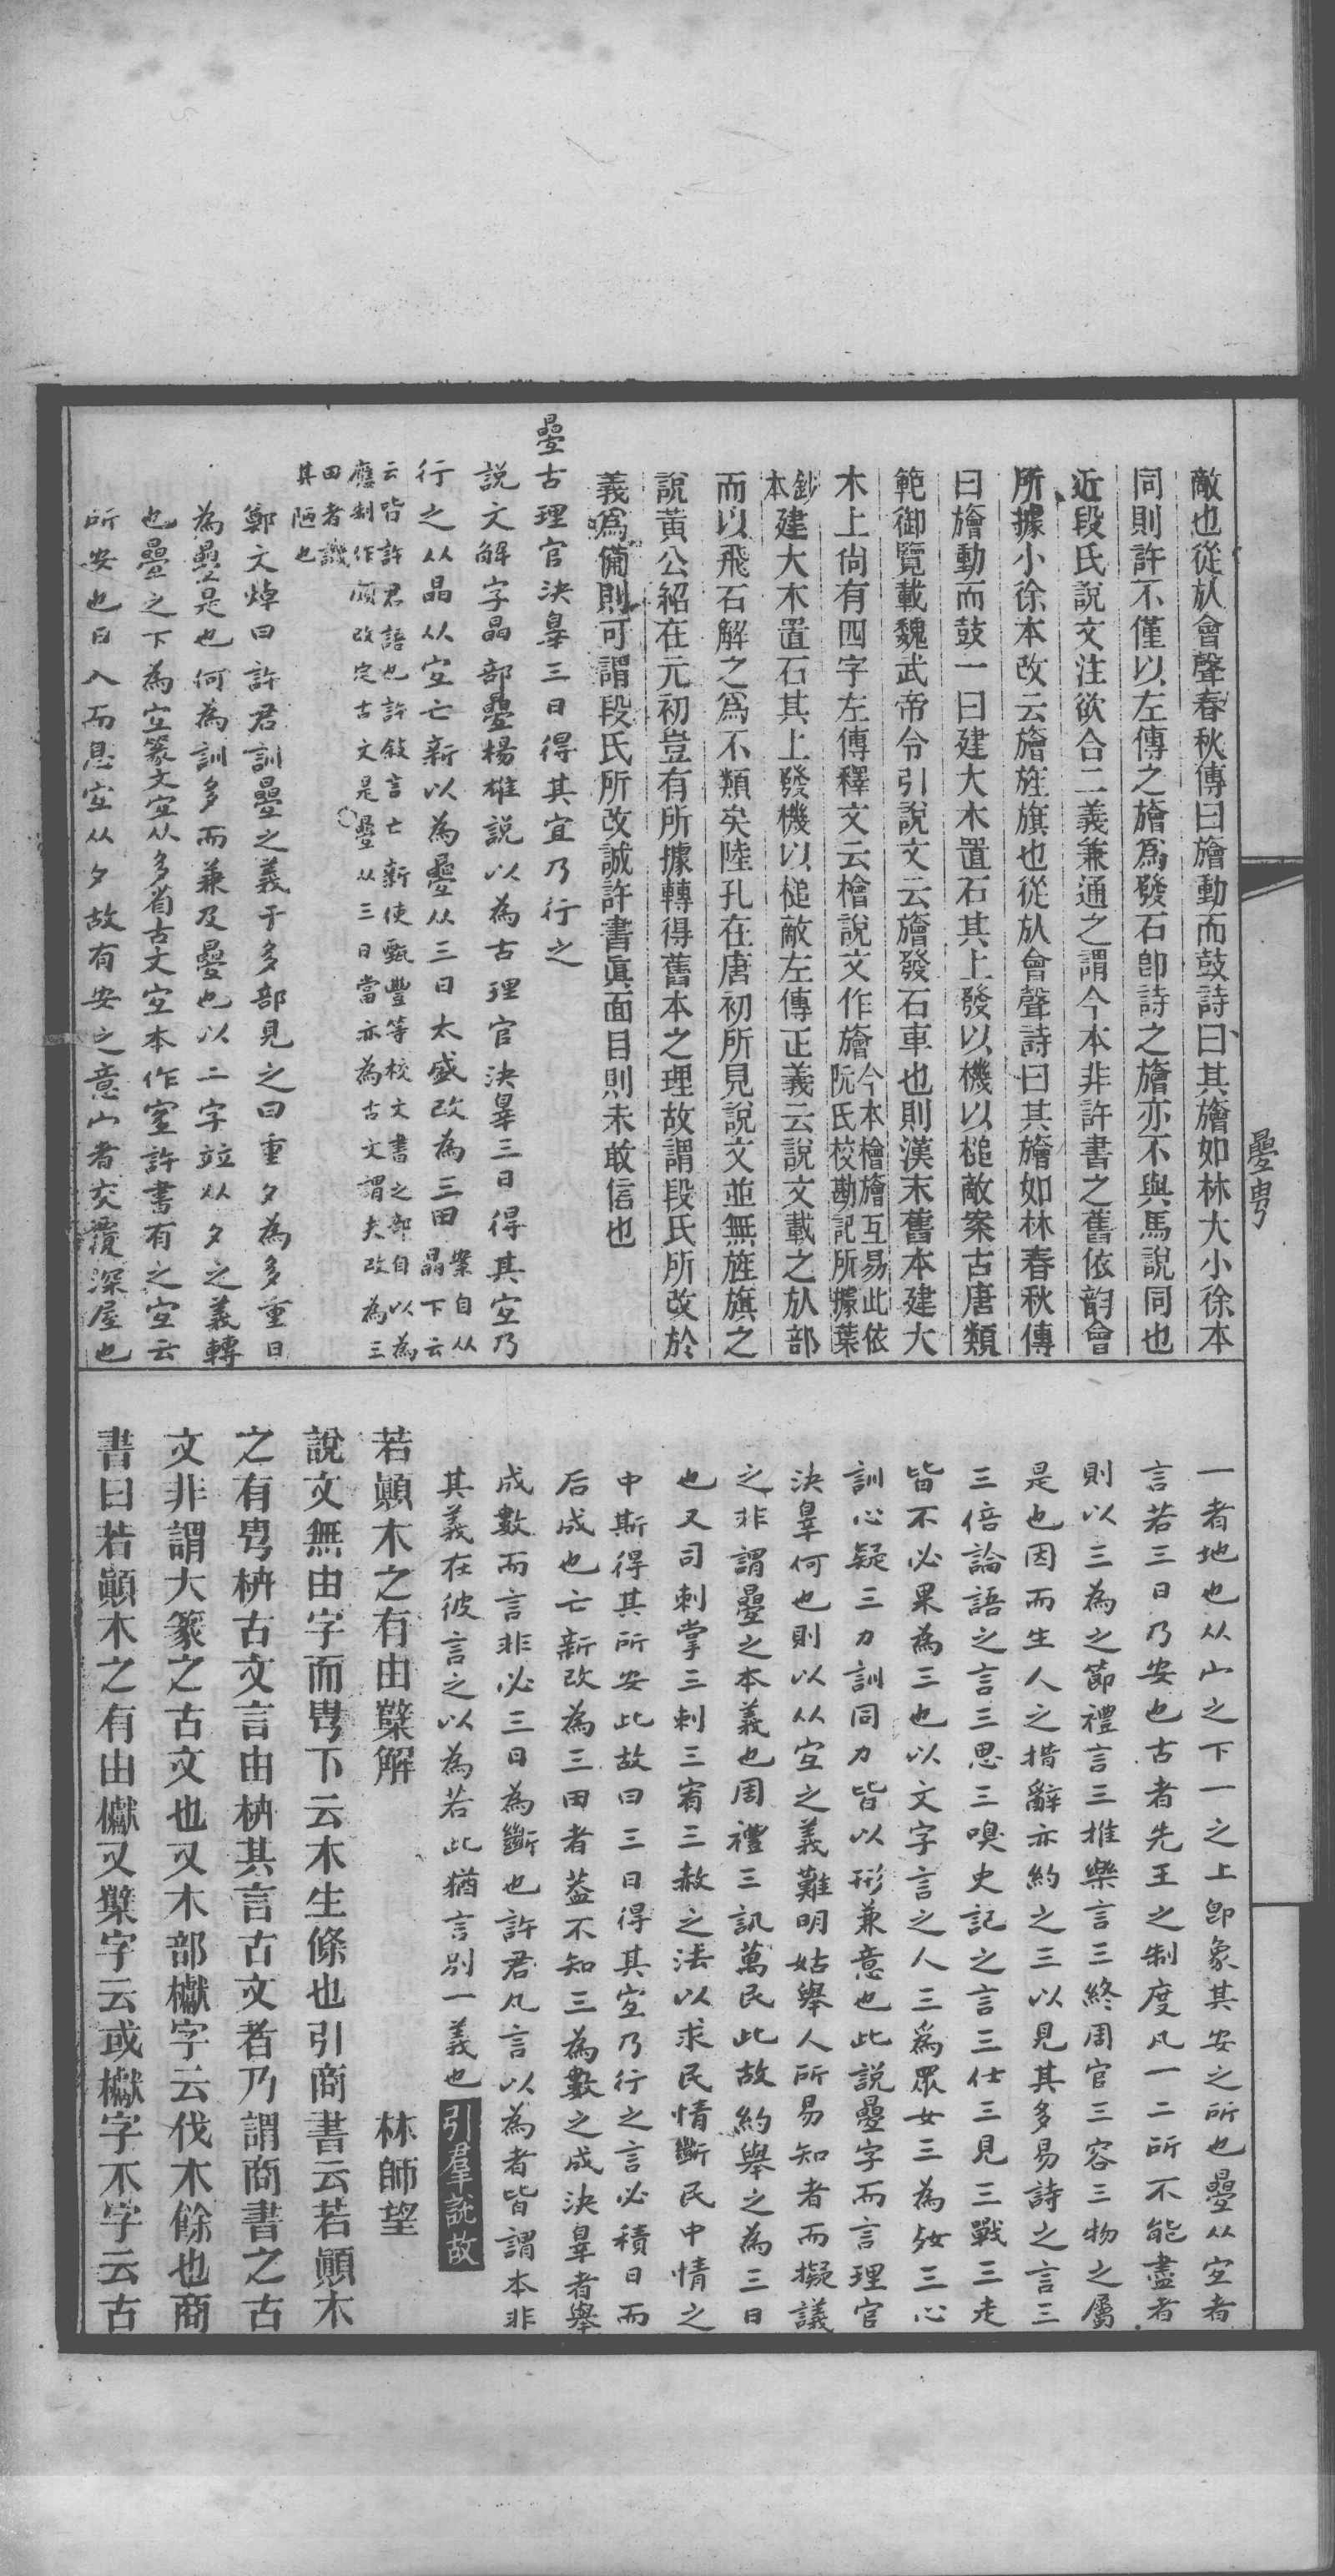 敵也從㫃會聲春秋傳曰旝動而鼓詩曰其旝如林大小徐本
同則許不僅以左傳之旝爲發石卽詩之旝亦不與馬說同也
近段氏說文注欲合二義兼通之謂今本非許書之舊依韵會
所據小徐本改云旝旌旗也從㫃會聲詩曰其旝如林春秋傳
曰旝動而鼓一曰建大木置石其上發以機以槌敵案古唐類
範御覽載魏武帝令引說文云旝發石車也則漢末舊本建大
木上尙有四字左傳釋文云檜說文作旝今本檜旝互易此依
阮氏校勘記所據葉
鈔
本建大木置石其上發機以槌敵左傳正義云說文載之㫃部
而以飛石解之爲不類矣陸孔在唐初所見說文並無旌旗之
說黃公紹在元初豈有所據轉得舊本之理故謂段氏所改於
義爲備則可謂段氏所改誠許書眞面目則未敢信也
曡古理官決辠三日得其宜乃行之
說文解字晶部曡楊雄說以為古理官決辠三日得其宐乃
行之从晶从宐亡新以為曡从三日太盛改為三田案自从
晶下云
云皆許君語也許敘言亡新使甄豐等校文書之部自以為
應制作頗改定古文是曡从三日當亦為古文謂夫改為三
田者譏
其陋也
鄭文焯曰許君訓曡之義于多部見之曰重夕為多重日
為曡是也何為訓多而兼及曡也以二字竝从夕之義轉
也曡之下為宐篆文宐从多省古文宐本作𡪀許書有之宐云
所安也日入而息宐从夕故有安之意宀者交覆深屋也
曡甹
一者地也从宀之下一之上卽象其安之所也曡从宐者
言若三日乃安也古者先王之制度凡一二所不能盡者
則以三為之節禮言三推樂言三終周官三容三物之屬
是也因而生人之措辭亦約之三以見其多易詩之言三
三倍論語之言三思三嗅史記之言三仕三見三戰三走
皆不必果為三也以文字言之人三爲眾女三為姦三心
訓心疑三力訓同力皆以形兼意也此說曡字而言理官
決辠何也則以从宐之義難明姑舉人所易知者而擬議
之非謂曡之本義也周禮三訊萬民此故約舉之為三日
也又司刺掌三刺三宥三赦之法以求民情斷民中情之
中斯得其所安此故曰三日得其宐乃行之言必積日而
后成也亡新改為三田者葢不知三為數之成決辠者舉
成數而言非必三日為斷也許君凡言以為者皆謂本非
其義在彼言之以為若此猶言別一義也引羣說故
若顚木之有由櫱解
林師望
說文無由字而甹下云木生條也引商書云若顚木
之有甹枿古文言由枿其言古文者乃謂商書之古
文非謂大篆之古文也又木部櫱字云伐木餘也商
書曰若顚木之有由櫱又櫱字云或櫱字不字云古